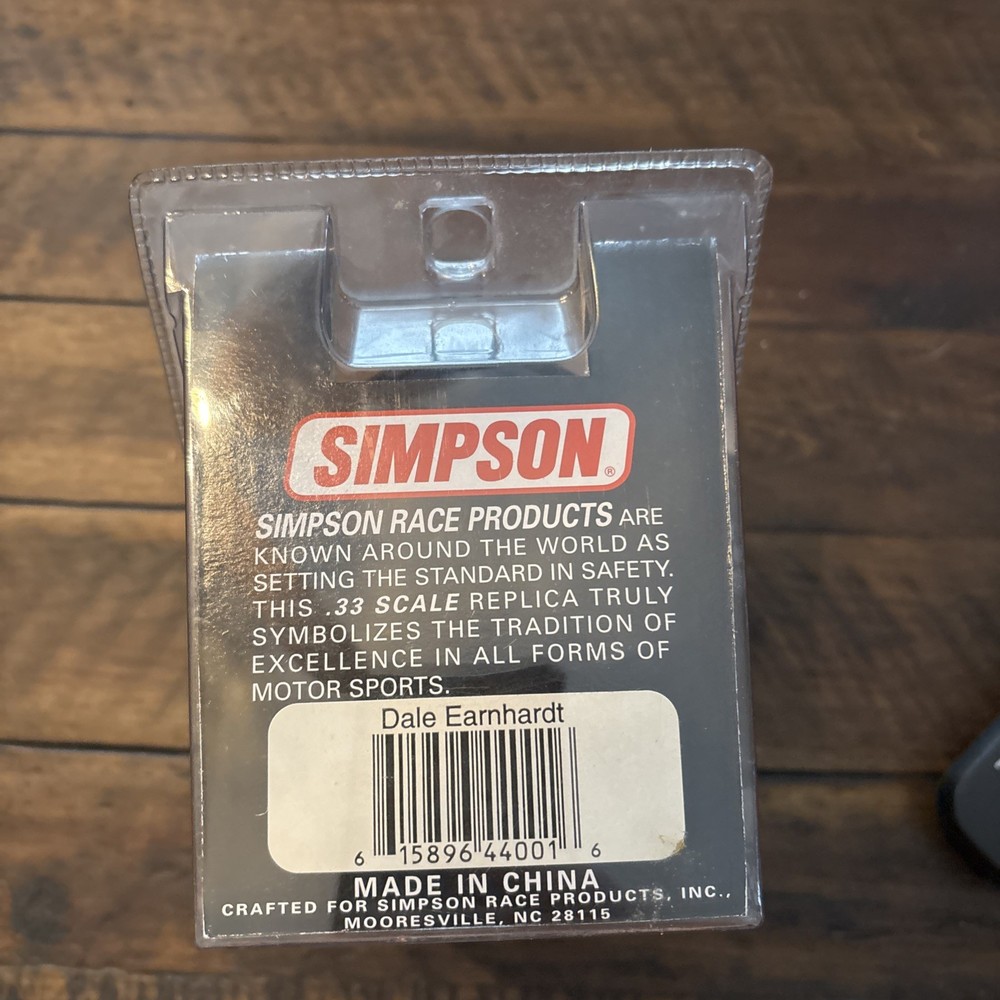 SIMPSON®
SIMPSON RACE PRODUCTS ARE
KNOWN AROUND THE WORLD AS
SETTING THE STANDARD IN SAFETY.
THIS .33 SCALE REPLICA TRULY
SYMBOLIZES THE TRADITION OF
EXCELLENCE IN ALL FORMS OF
MOTOR SPORTS.
Dale Earnhardt
6 15896 44001 6
MADE IN CHINA
CRAFTED FOR SIMPSON RACE PRODUCTS, INC.,
MOORESVILLE, NC 28115